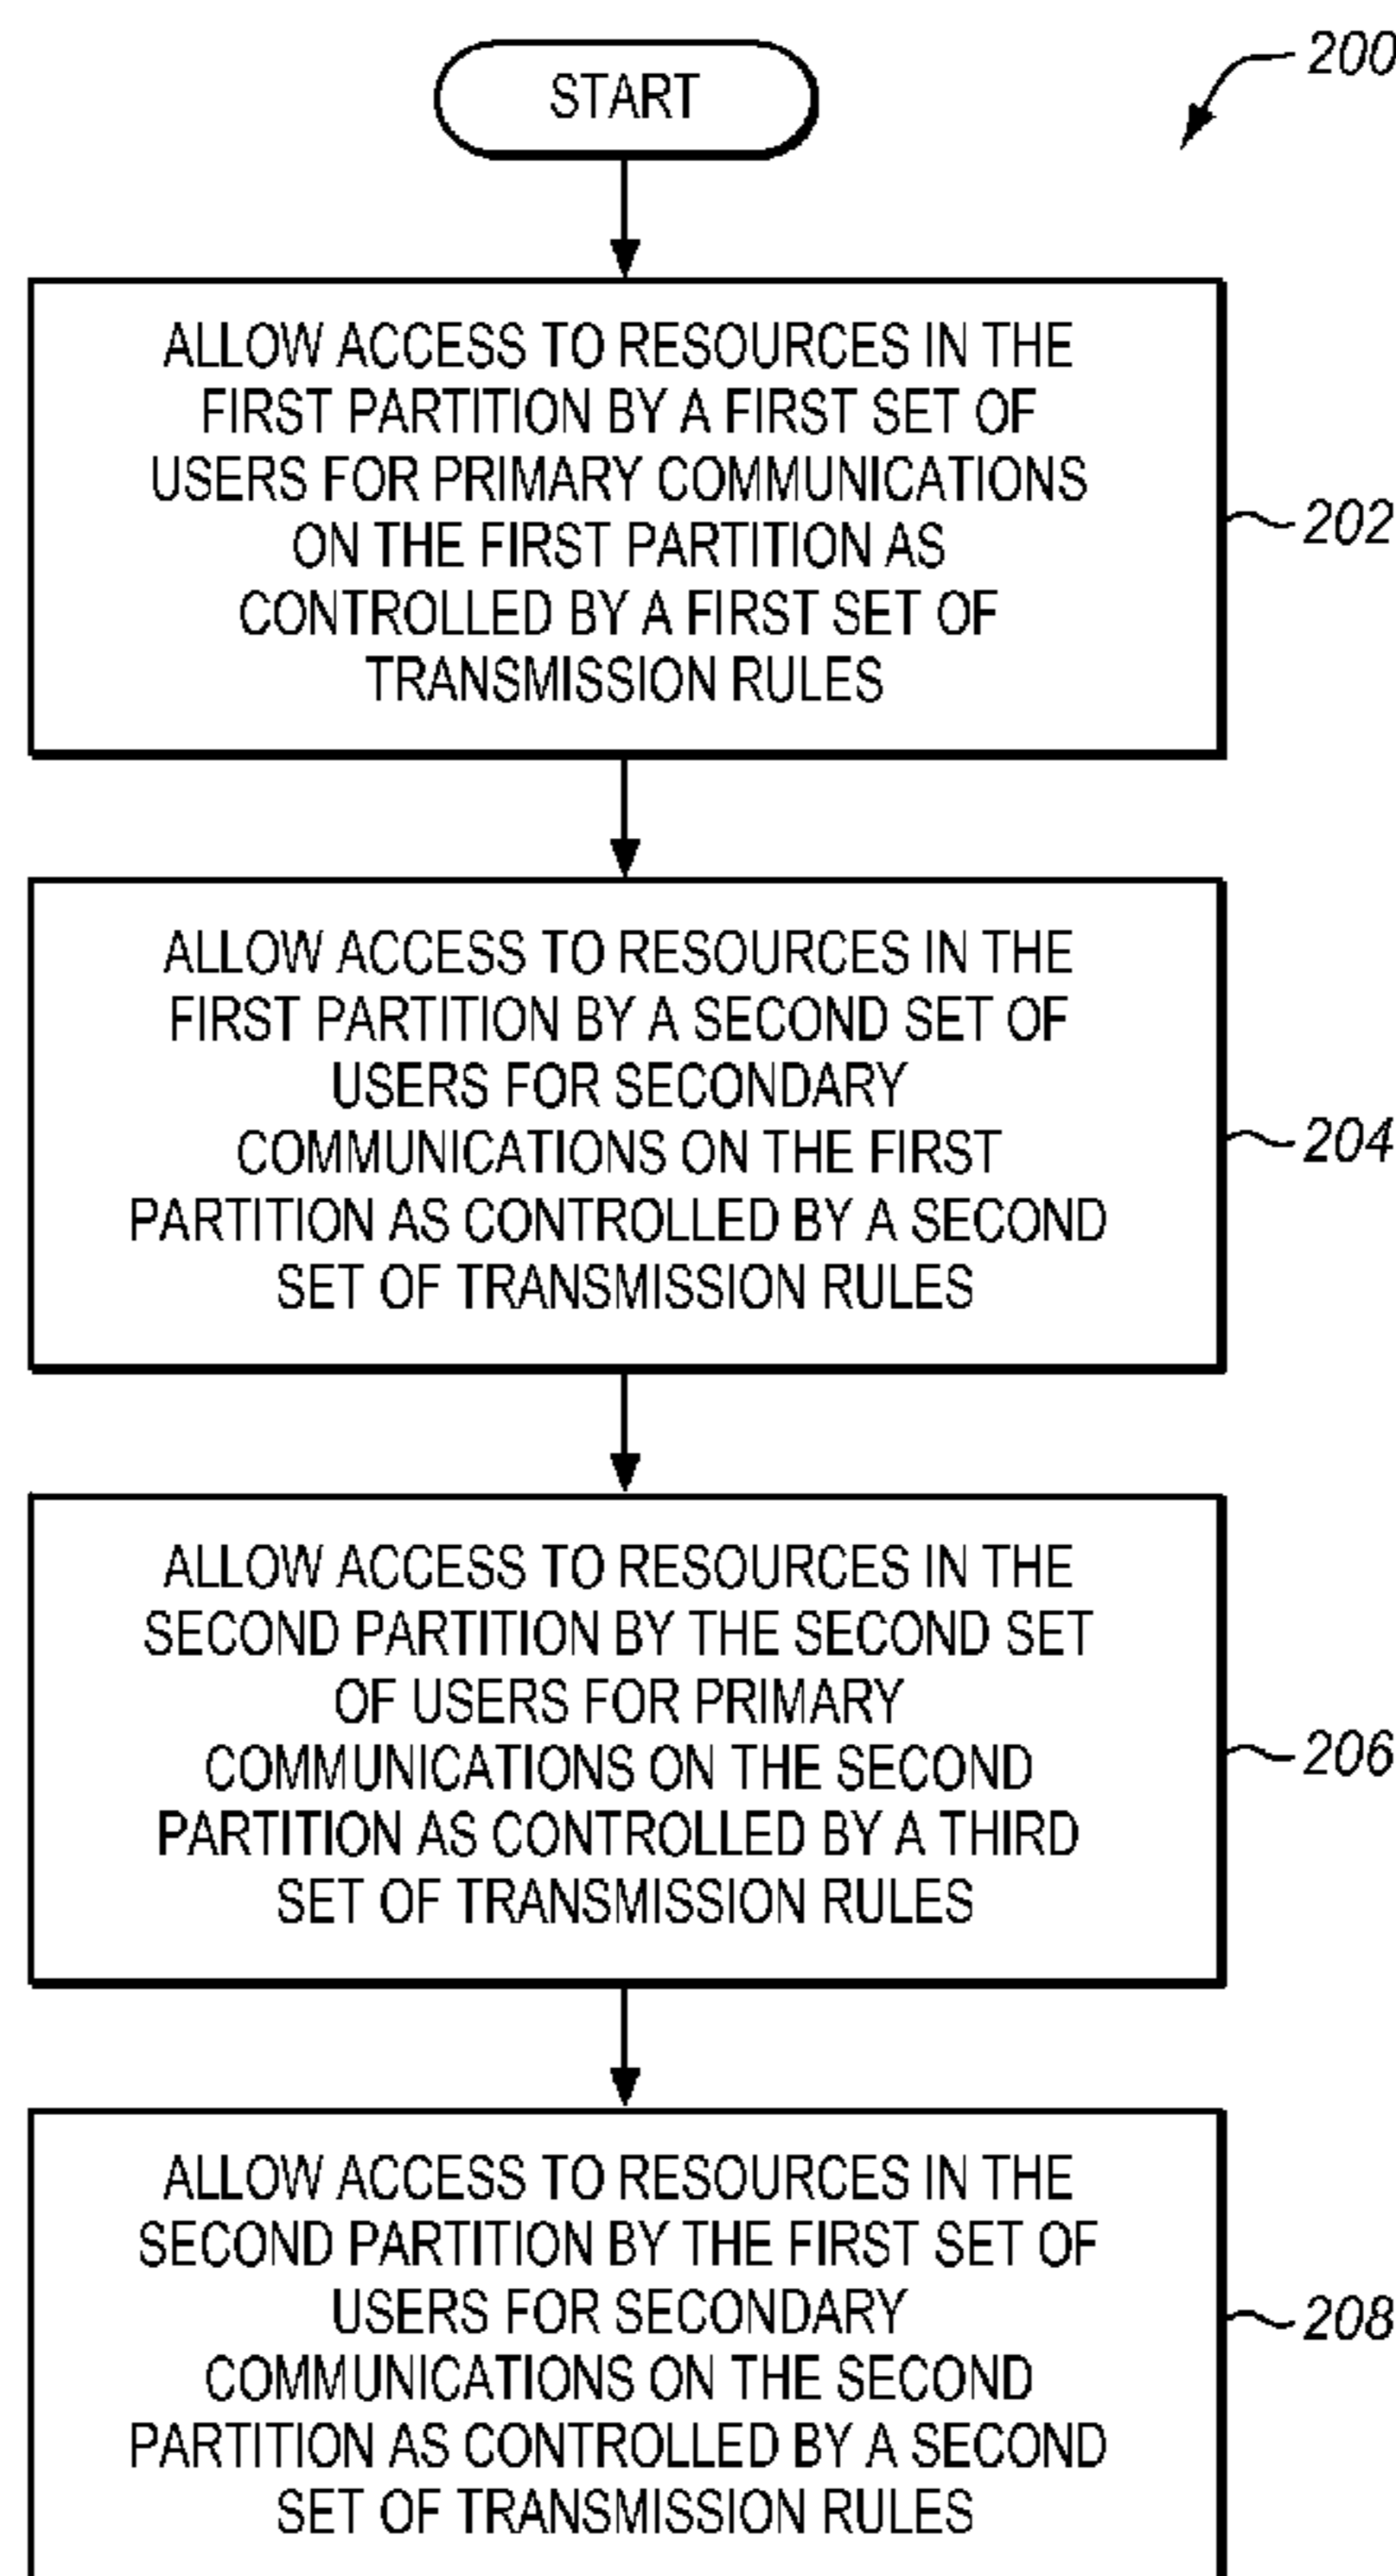 START
200
ALLOW ACCESS TO RESOURCES IN THE
FIRST PARTITION BY A FIRST SET OF
USERS FOR PRIMARY COMMUNICATIONS
ON THE FIRST PARTITION AS
CONTROLLED BY A FIRST SET OF
TRANSMISSION RULES
202
ALLOW ACCESS TO RESOURCES IN THE
FIRST PARTITION BY A SECOND SET OF
USERS FOR SECONDARY
COMMUNICATIONS ON THE FIRST
PARTITION AS CONTROLLED BY A SECOND
SET OF TRANSMISSION RULES
204
ALLOW ACCESS TO RESOURCES IN THE
SECOND PARTITION BY THE SECOND SET
OF USERS FOR PRIMARY
COMMUNICATIONS ON THE SECOND
PARTITION AS CONTROLLED BY A THIRD
SET OF TRANSMISSION RULES
206
ALLOW ACCESS TO RESOURCES IN THE
SECOND PARTITION BY THE FIRST SET OF
USERS FOR SECONDARY
COMMUNICATIONS ON THE SECOND
PARTITION AS CONTROLLED BY A SECOND
SET OF TRANSMISSION RULES
208